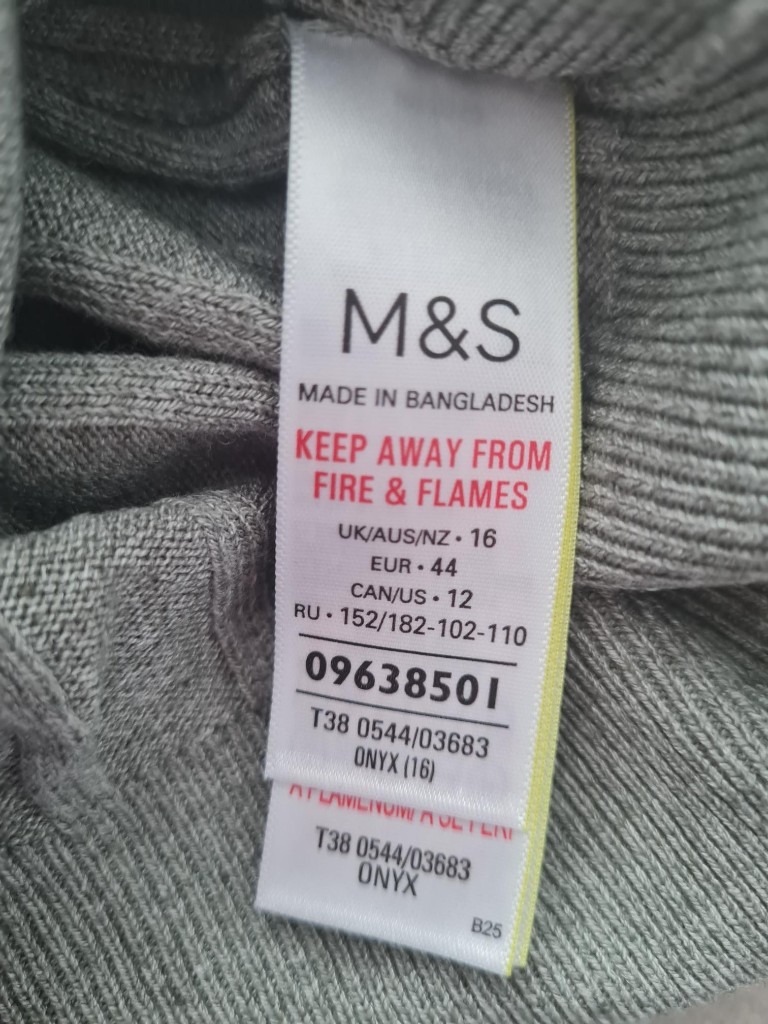 M&S
MADE IN BANGLADESH
KEEP AWAY FROM
FIRE & FLAMES
UK/AUS/NZ • 16
EUR • 44
CAN/US • 12
RU • 152/182-102-110
09638501
T38 0544/03683
ONYX (16)
T38 0544/03683
ONYX
B25